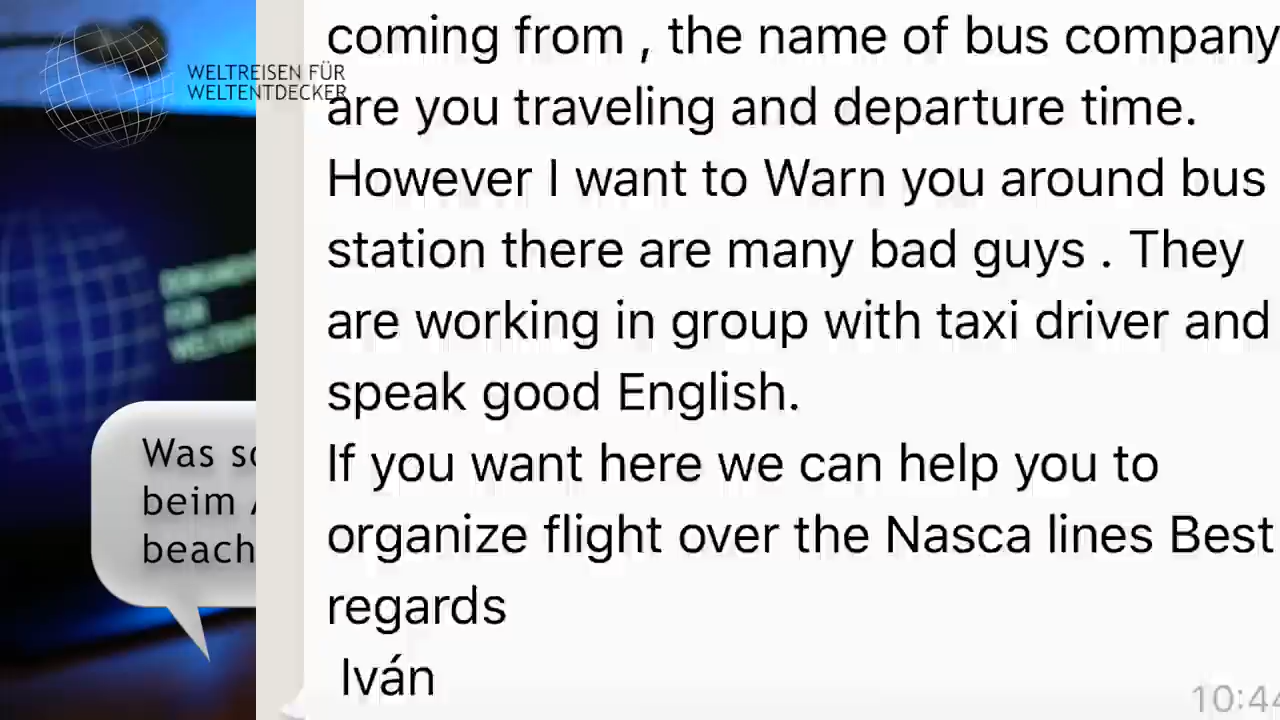 WELTREISEN FÜR
WELTENTDECKER
coming from , the name of bus company
are you traveling and departure time.
However I want to Warn you around bus
station there are many bad guys . They
are working in group with taxi driver and
speak good English.
If you want here we can help you to
organize flight over the Nasca lines Best
regards
Iván
10:44
Was
beim
beach